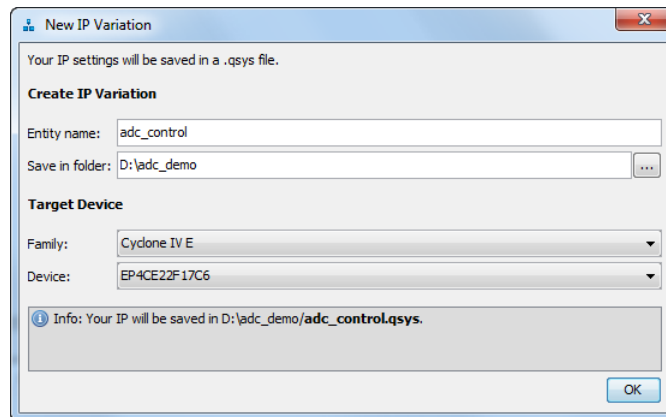 New IP Variation
Your IP settings will be saved in a .qsys file.
Create IP Variation
Entity name: adc_control
Save in folder: D:\adc_demo ...
Target Device
Family: Cyclone IV E
Device: EP4CE22F17C6
Info: Your IP will be saved in D:\adc_demo/adc_control.qsys.
OK